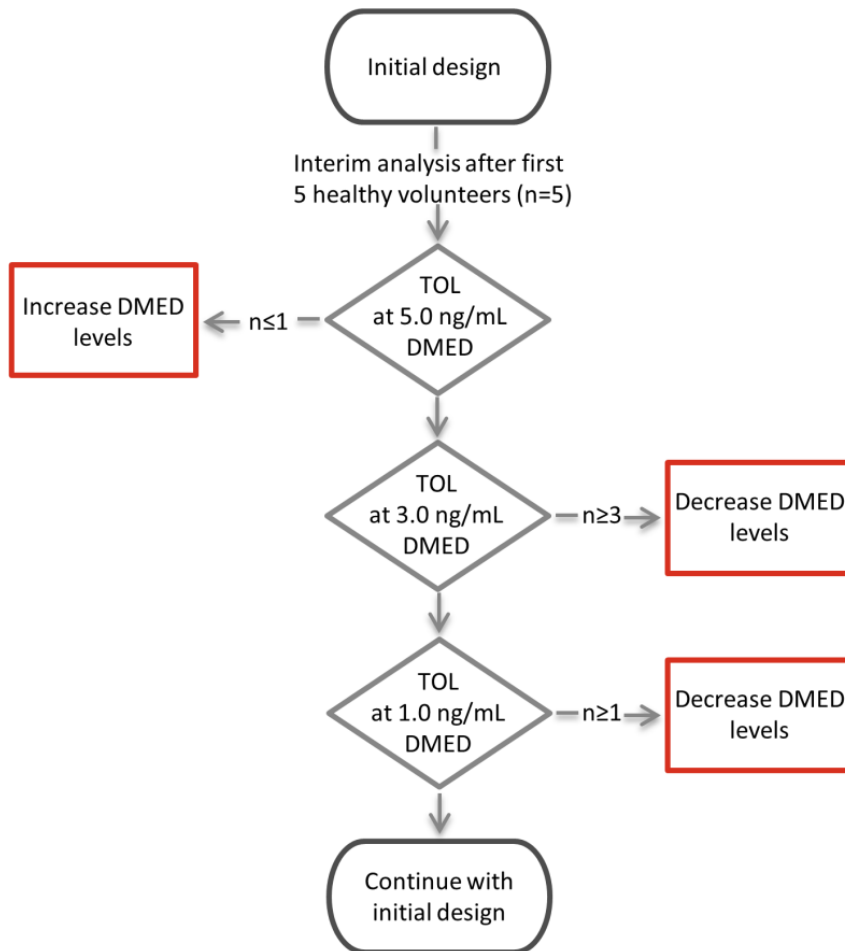 Initial design
Interim analysis after first
5 healthy volunteers (n=5)
TOL
at 5.0 ng/mL
DMED
n≤1
Increase DMED
levels
TOL
at 3.0 ng/mL
DMED
n≥3
Decrease DMED
levels
TOL
at 1.0 ng/mL
DMED
n≥1
Decrease DMED
levels
Continue with
initial design